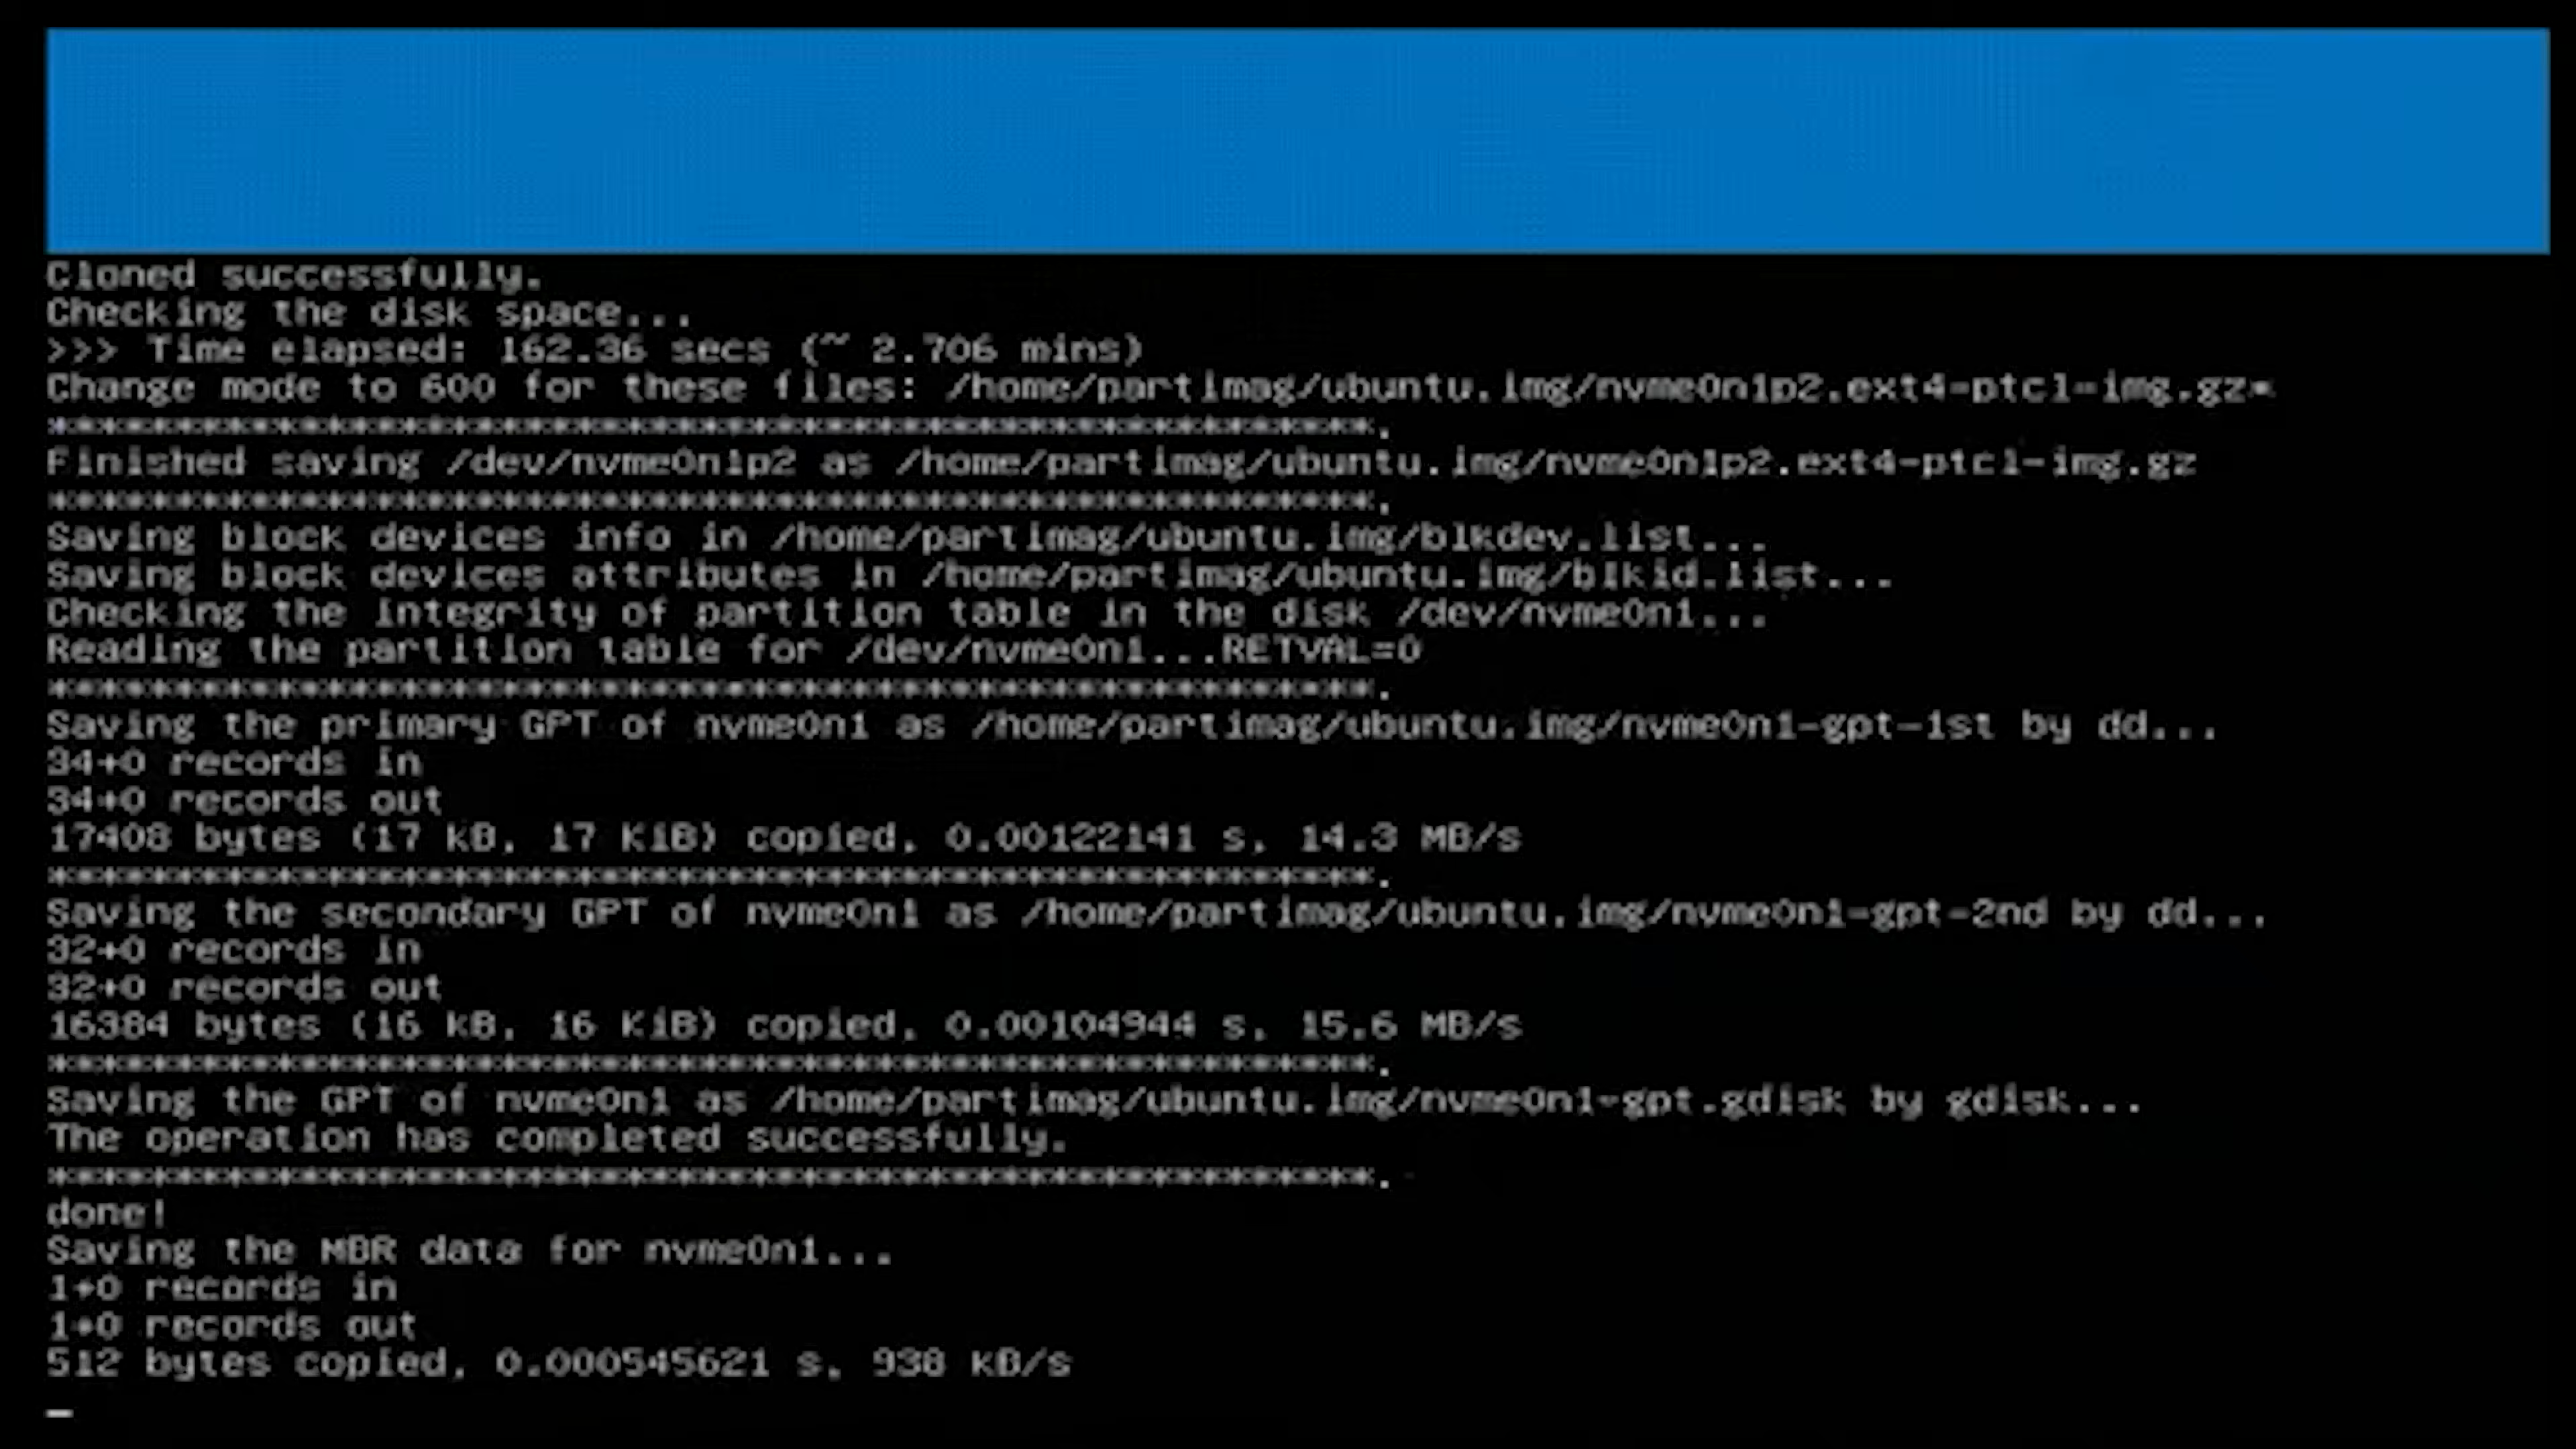 Cloned successfully.
Checking the disk space...
>>> Time elapsed: 162.36 secs (~ 2.706 mins)
Change mode to 600 for these files: /home/partimag/ubuntu.img/nvme0n1p2.ext4-ptcl-img.gz*
*****************************************************.
Finished saving /dev/nvme0n1p2 as /home/partimag/ubuntu.img/nvme0n1p2.ext4-ptcl-img.gz
*****************************************************.
Saving block devices info in /home/partimag/ubuntu.img/blkdev.list...
Saving block devices attributes in /home/partimag/ubuntu.img/blkid.list...
Checking the integrity of partition table in the disk /dev/nvme0n1...
Reading the partition table for /dev/nvme0n1...RETVAL=0
*****************************************************.
Saving the primary GPT of nvme0n1 as /home/partimag/ubuntu.img/nvme0n1-gpt-1st by dd...
34+0 records in
34+0 records out
17408 bytes (17 kB, 17 KiB) copied, 0.00122141 s, 14.3 MB/s
*****************************************************.
Saving the secondary GPT of nvme0n1 as /home/partimag/ubuntu.img/nvme0n1-gpt-2nd by dd...
32+0 records in
32+0 records out
16384 bytes (16 kB, 16 KiB) copied, 0.00104944 s, 15.6 MB/s
*****************************************************.
Saving the GPT of nvme0n1 as /home/partimag/ubuntu.img/nvme0n1-gpt.gdisk by gdisk...
The operation has completed successfully.
*****************************************************.
done!
Saving the MBR data for nvme0n1...
1+0 records in
1+0 records out
512 bytes copied, 0.000545621 s, 938 kB/s
_